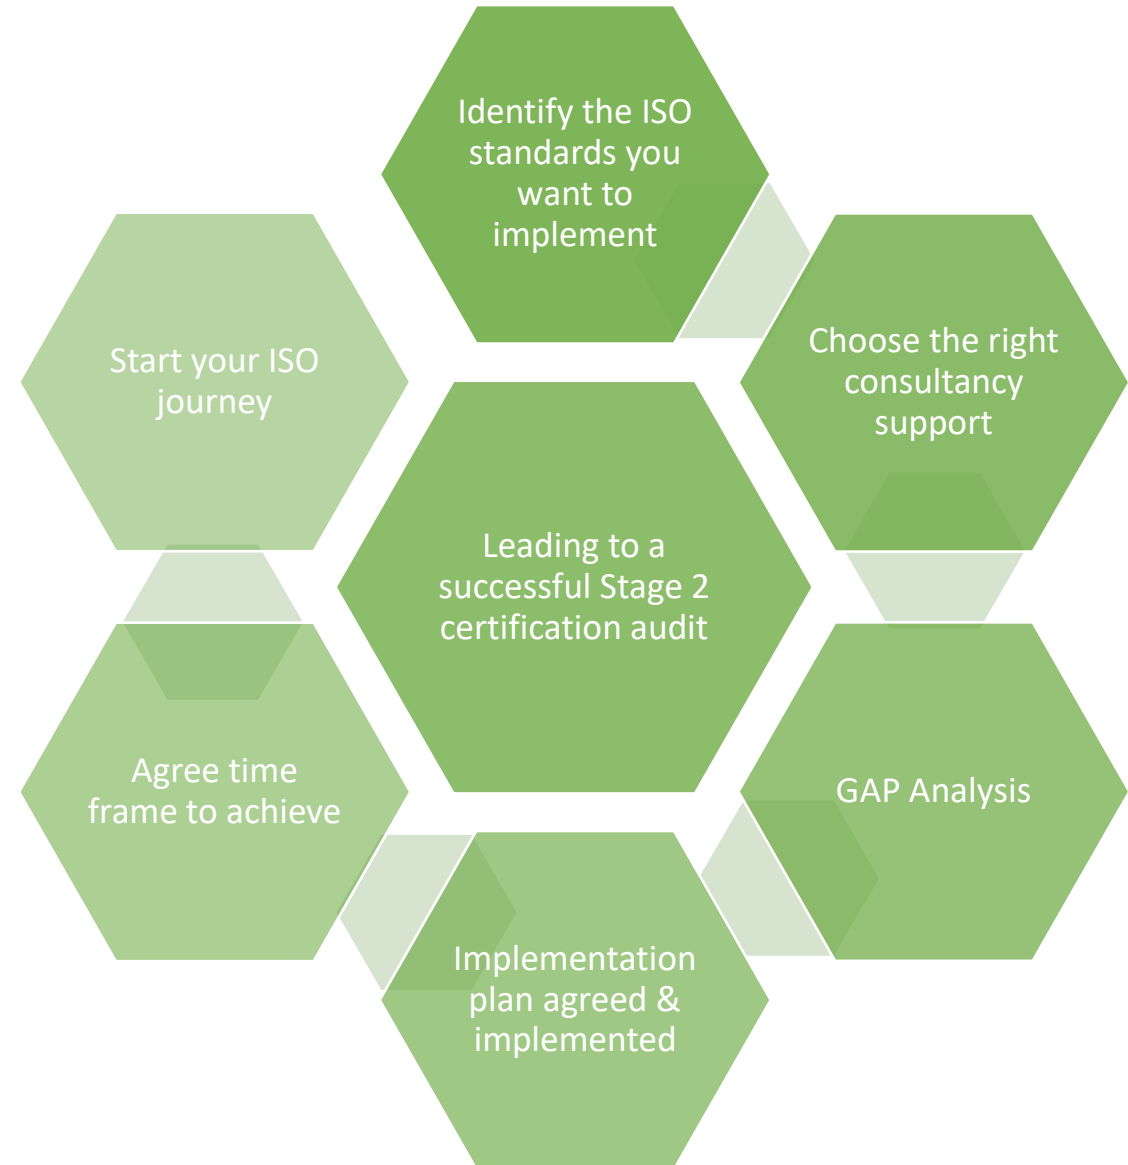 Identify the ISO
standards you
want to
implement
Choose the right
consultancy
support
GAP Analysis
Implementation
plan agreed &
implemented
Agree time
frame to achieve
Start your ISO
journey
Leading to a
successful Stage 2
certification audit